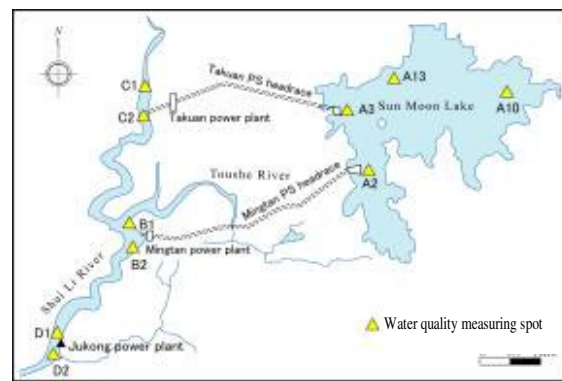 N
Takuan PS headrace
C1
A13
C2
Takuan power plant
A3
Sun Moon Lake
A10
Toushe River
Mingtan PS headrace
A2
B1
Mingtan power plant
B2
Shui Li River
Water quality measuring spot
D1
Jukong power plant
D2